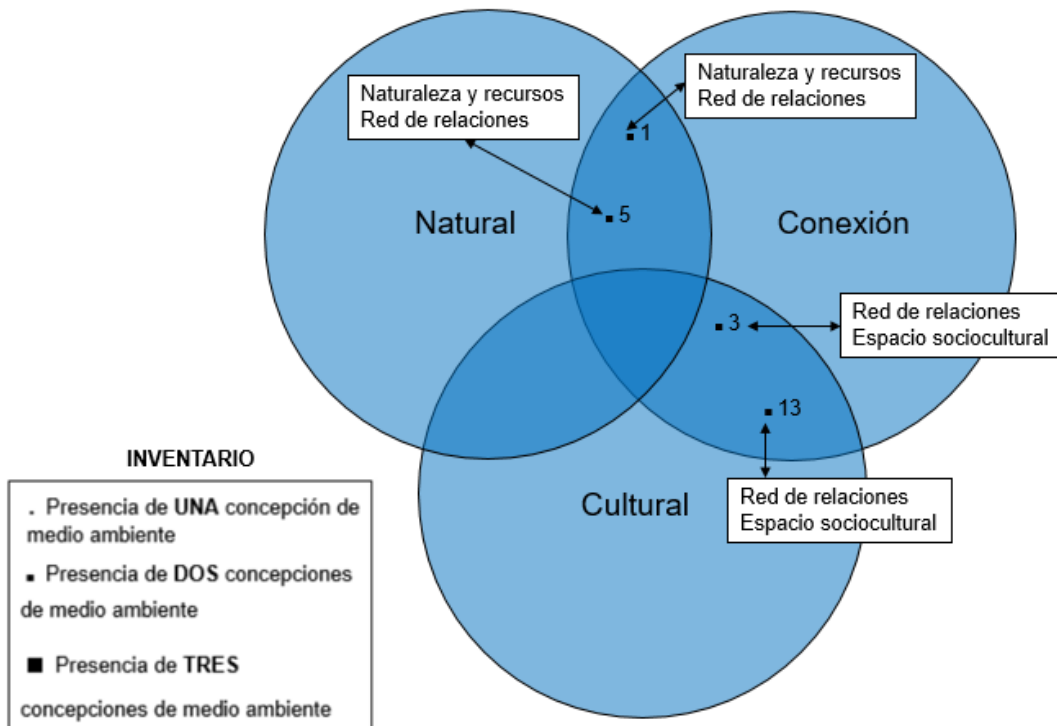 Naturaleza y recursos
Red de relaciones
Naturaleza y recursos
Red de relaciones
1
5
Natural
Conexión
3
Red de relaciones
Espacio sociocultural
13
Red de relaciones
Espacio sociocultural
Cultural
INVENTARIO
. Presencia de UNA concepción de
medio ambiente
▪ Presencia de DOS concepciones
de medio ambiente
■ Presencia de TRES
concepciones de medio ambiente